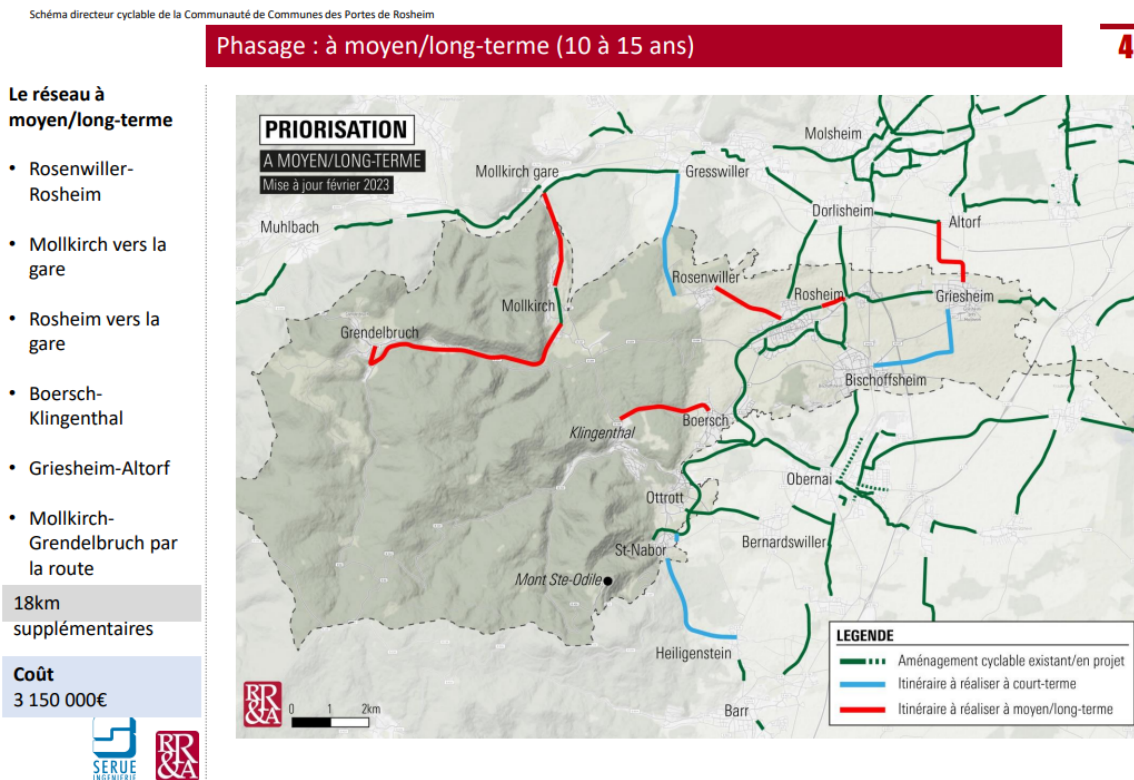 Schéma directeur cyclable de la Communauté de Communes des Portes de Rosheim
Phasage : à moyen/long-terme (10 à 15 ans)
4
Le réseau à
moyen/long-terme
• Rosenwiller-
Rosheim
• Mollkirch vers la
gare
• Rosheim vers la
gare
• Boersch-
Klingenthal
• Griesheim-Altorf
• Mollkirch-
Grendelbruch par
la route
18km
supplémentaires
Coût
3 150 000€
SERUE
INGENIERIE
RR
&A
PRIORISATION
A MOYEN/LONG-TERME
Mise à jour février 2023
Molsheim
Mollkirch gare
Gresswiller
Muhlbach
Dorlisheim
Altorf
Rosenwiller
Rosheim
Griesheim
Mollkirch
Grendelbruch
Bischoffsheim
Boersch
Klingenthal
Obernai
Ottrott
St-Nabor
Bernardswiller
Mont Ste-Odile
Heiligenstein
Barr
RR
&A
0 1 2km
LEGENDE
Aménagement cyclable existant/en projet
Itinéraire à réaliser à court-terme
Itinéraire à réaliser à moyen/long-terme